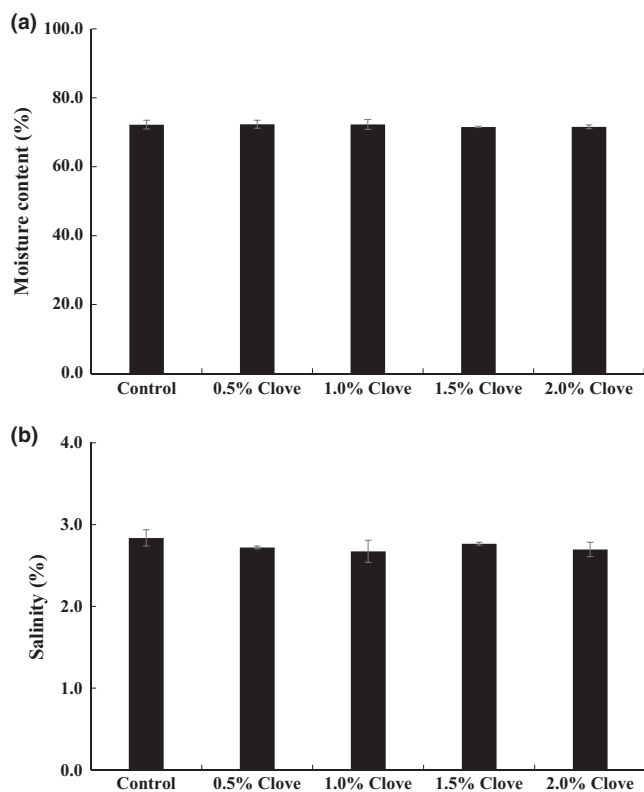 (a)
100.0
80.0
60.0
40.0
20.0
0.0
Moisture content (%)
Control 0.5% Clove 1.0% Clove 1.5% Clove 2.0% Clove
(b)
4.0
3.0
2.0
1.0
0.0
Salinity (%)
Control 0.5% Clove 1.0% Clove 1.5% Clove 2.0% Clove